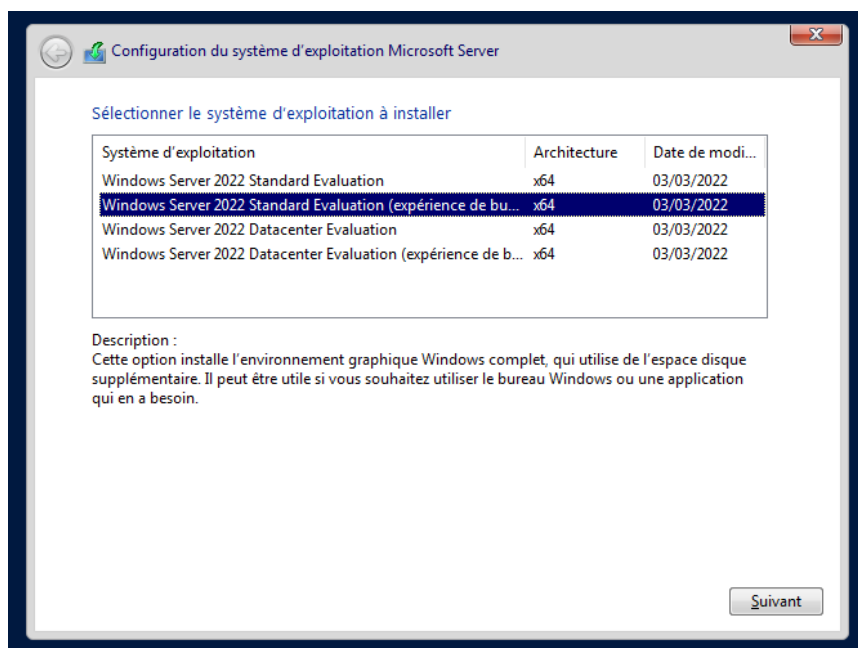 Configuration du système d'exploitation Microsoft Server
Sélectionner le système d'exploitation à installer
Système d'exploitation Architecture Date de modi...
Windows Server 2022 Standard Evaluation x64 03/03/2022
Windows Server 2022 Standard Evaluation (expérience de bu... x64 03/03/2022
Windows Server 2022 Datacenter Evaluation x64 03/03/2022
Windows Server 2022 Datacenter Evaluation (expérience de b... x64 03/03/2022
Description :
Cette option installe l'environnement graphique Windows complet, qui utilise de l'espace disque
supplémentaire. Il peut être utile si vous souhaitez utiliser le bureau Windows ou une application
qui en a besoin.
Suivant